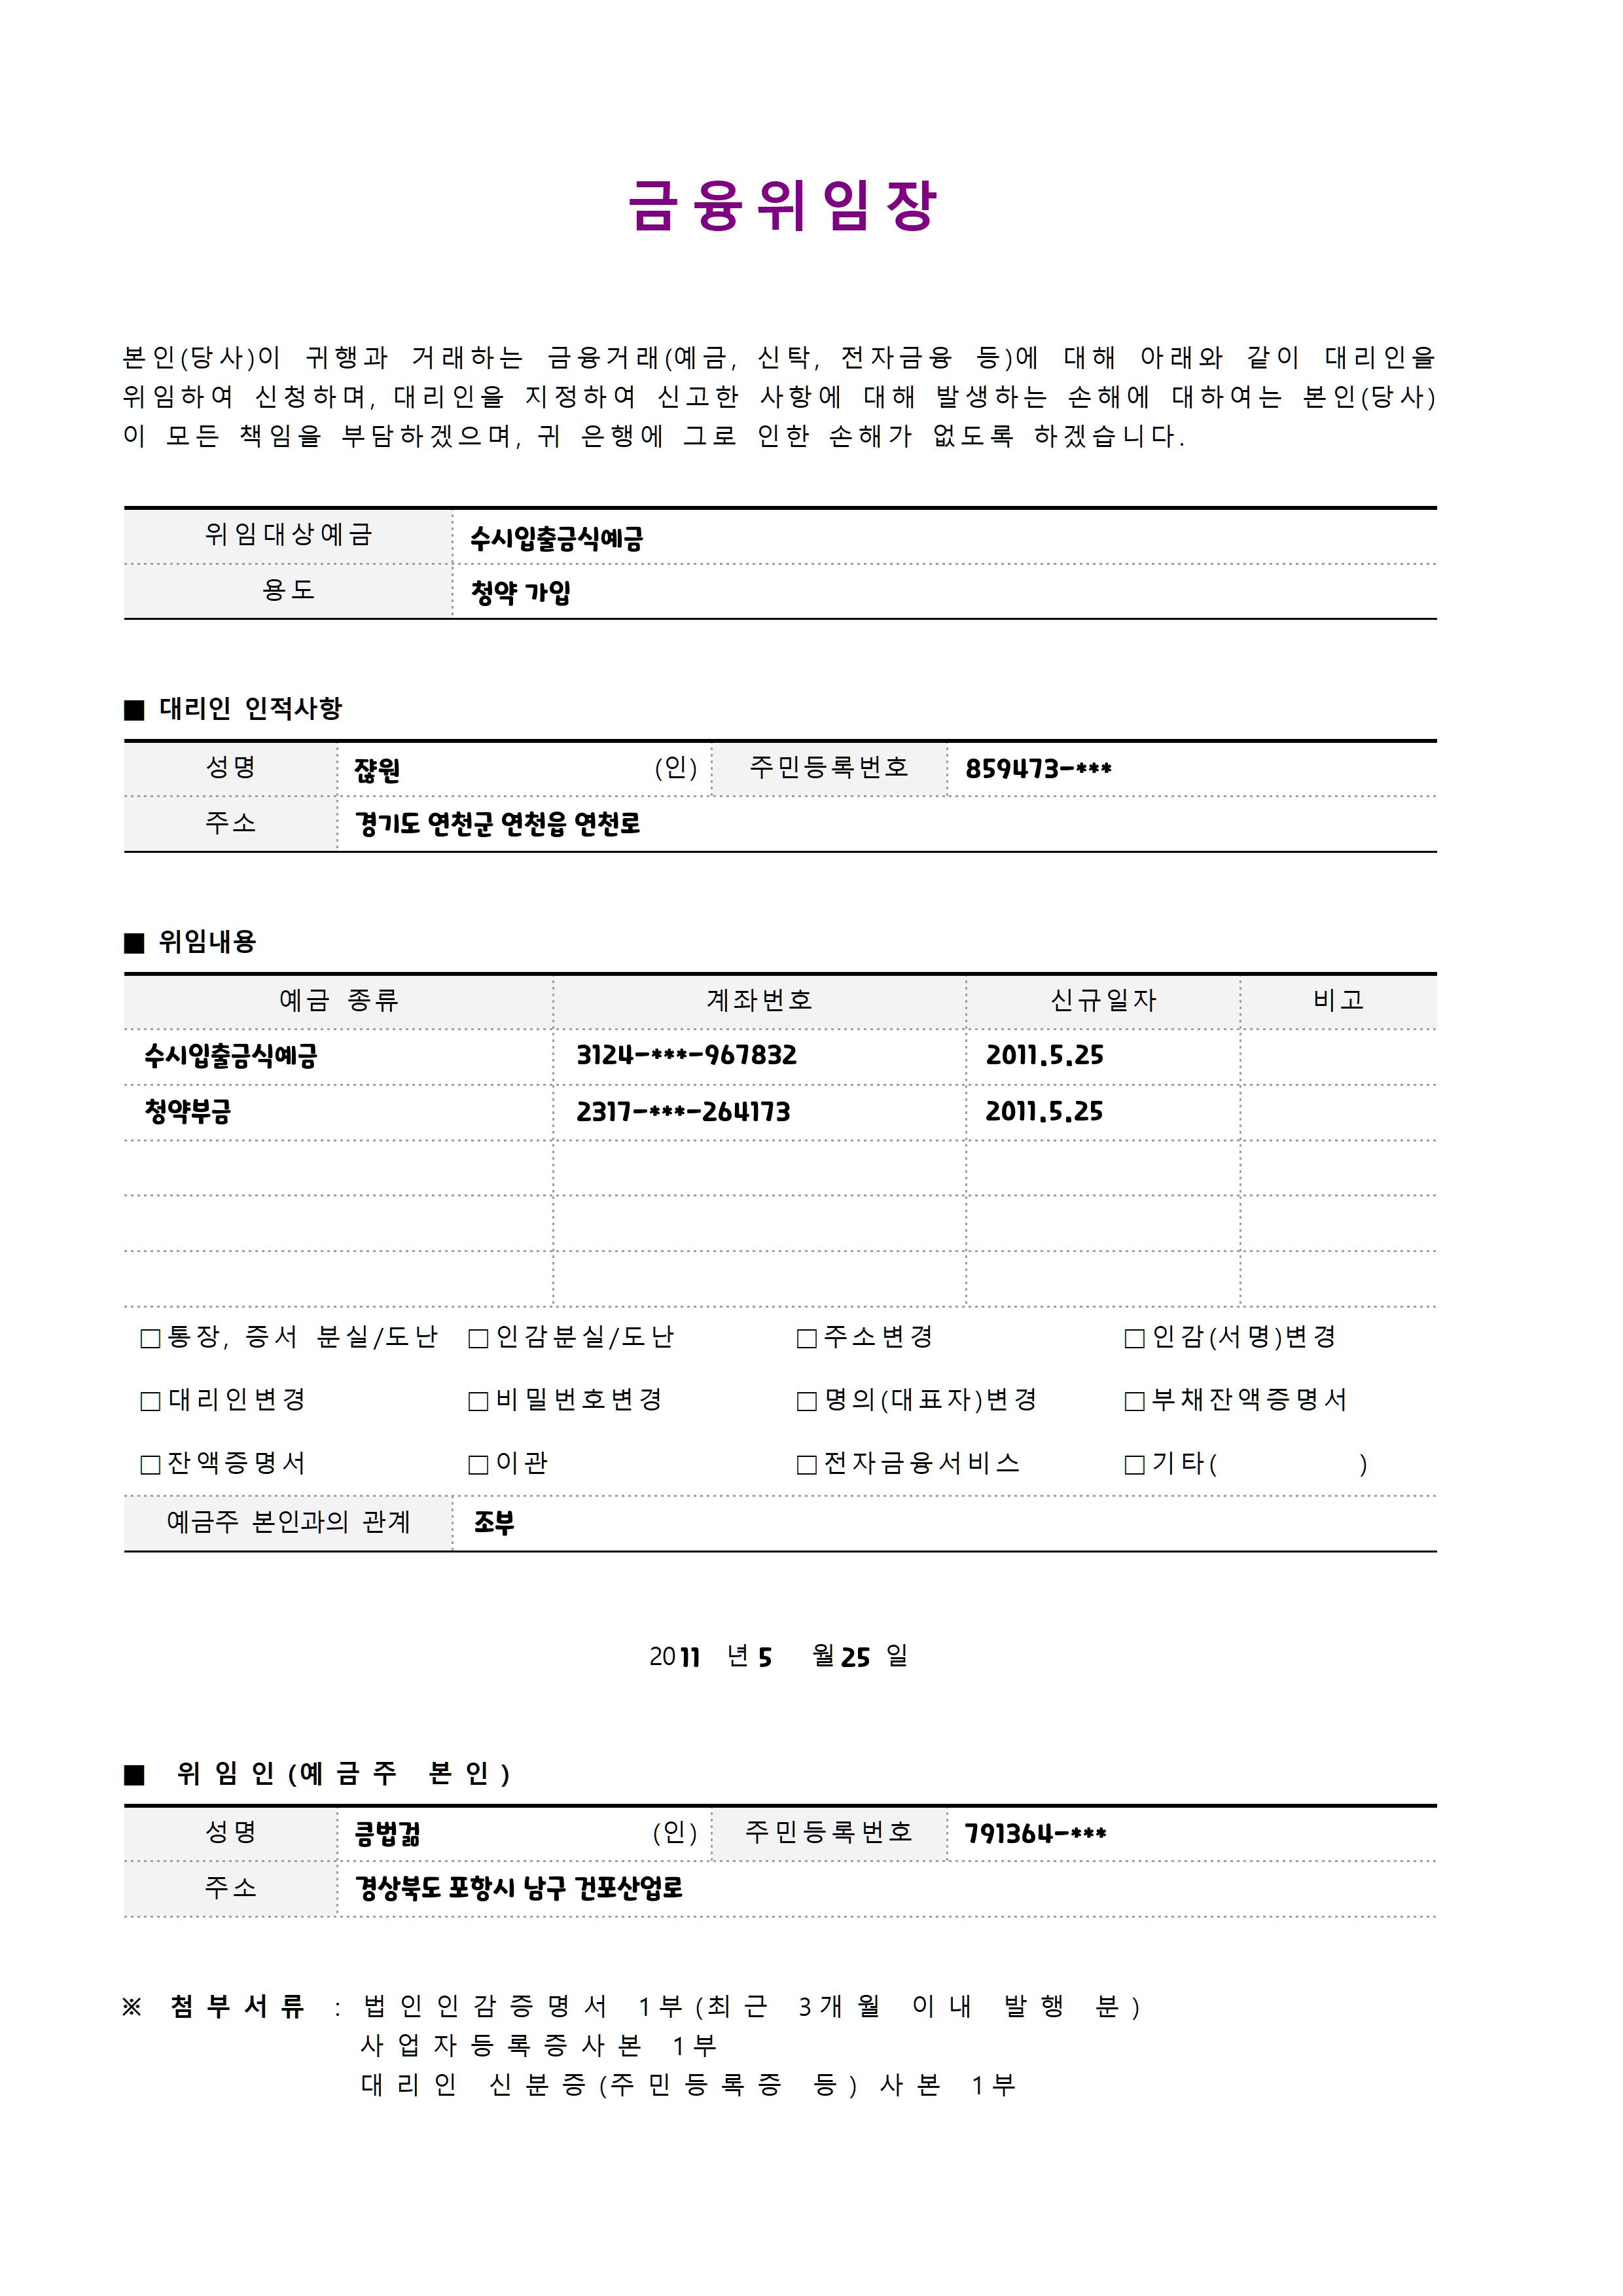 금융위임장
본인(당사)이 귀행과 거래하는 금융거래(예금, 신탁, 전자금융 등)에 대해 아래와 같이 대리인을
위임하여 신청하며, 대리인을 지정하여 신고한 사항에 대해 발생하는 손해에 대하여는 본인(당사)
이 모든 책임을 부담하겠으며, 귀 은행에 그로 인한 손해가 없도록 하겠습니다.
위임대상예금 수시입출금식예금
용도 청약 가입
■ 대리인 인적사항
성명 쟎원 (인) 주민등록번호 859473-***
주소 경기도 연천군 연천읍 연천로
■ 위임내용
예금 종류 계좌번호 신규일자 비고
수시입출금식예금 3124-***-967832 2011.5.25
청약부금 2317-***-264173 2011.5.25
□통장, 증서 분실/도난 □인감분실/도난 □주소변경 □인감(서명)변경
□대리인변경 □비밀번호변경 □명의(대표자)변경 □부채잔액증명서
□잔액증명서 □이관 □전자금융서비스 □기타( )
예금주 본인과의 관계 조부
2011 년 5 월 25 일
■ 위임인(예금주 본인)
성명 킁법겖 (인) 주민등록번호 791364-***
주소 경상북도 포항시 남구 건포산업로
※ 첨부서류 : 법인인감증명서 1부(최근 3개월 이내 발행 분)
사업자등록증사본 1부
대리인 신분증(주민등록증 등) 사본 1부